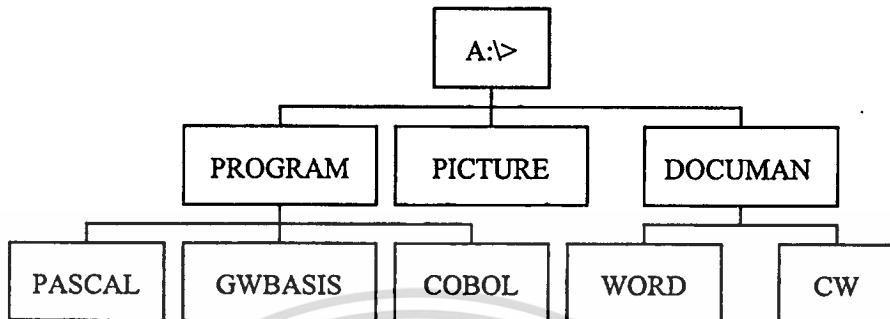 A:\>
PROGRAM PICTURE DOCUMAN
PASCAL GWBASIS COBOL WORD CW